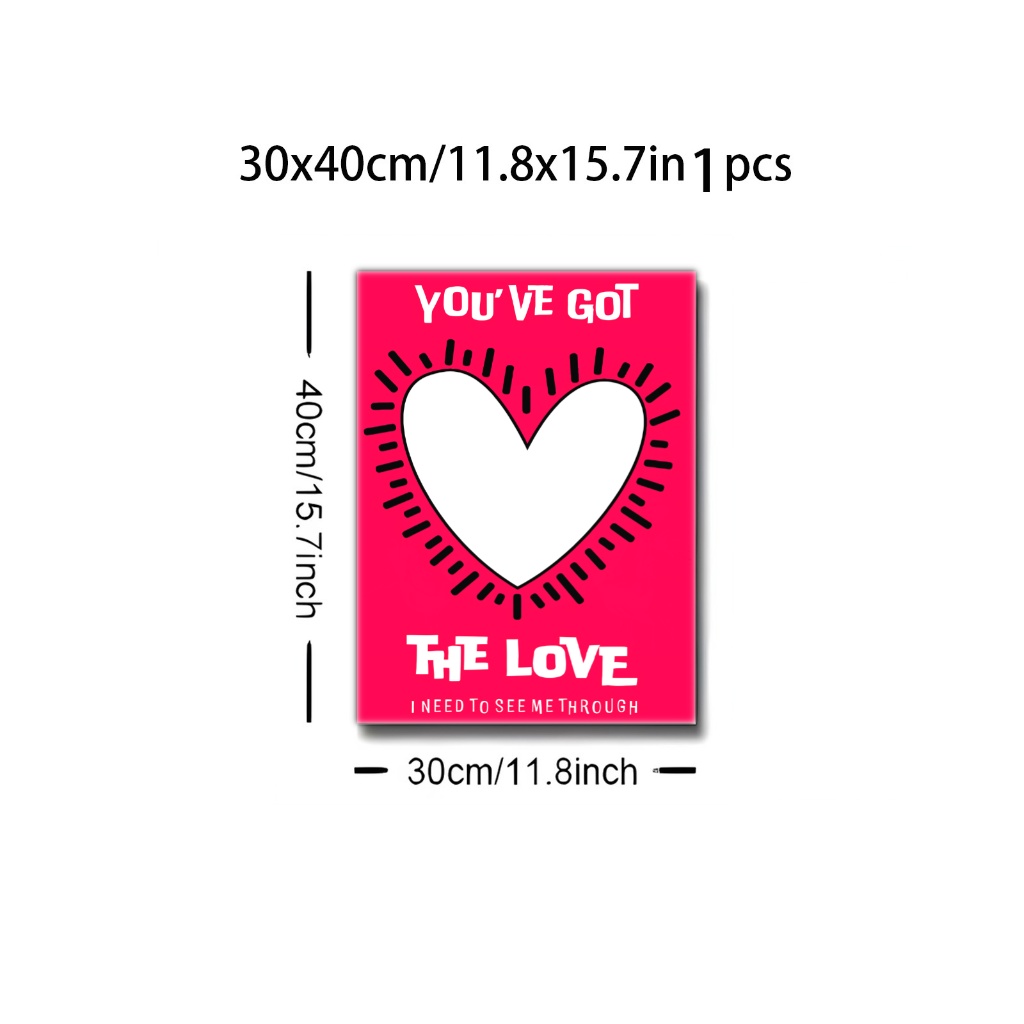 30x40cm/11.8x15.7in 1 pcs
YOU'VE GOT
40cm/15.7inch
THE LOVE
I NEED TO SEE ME THROUGH
30cm/11.8inch